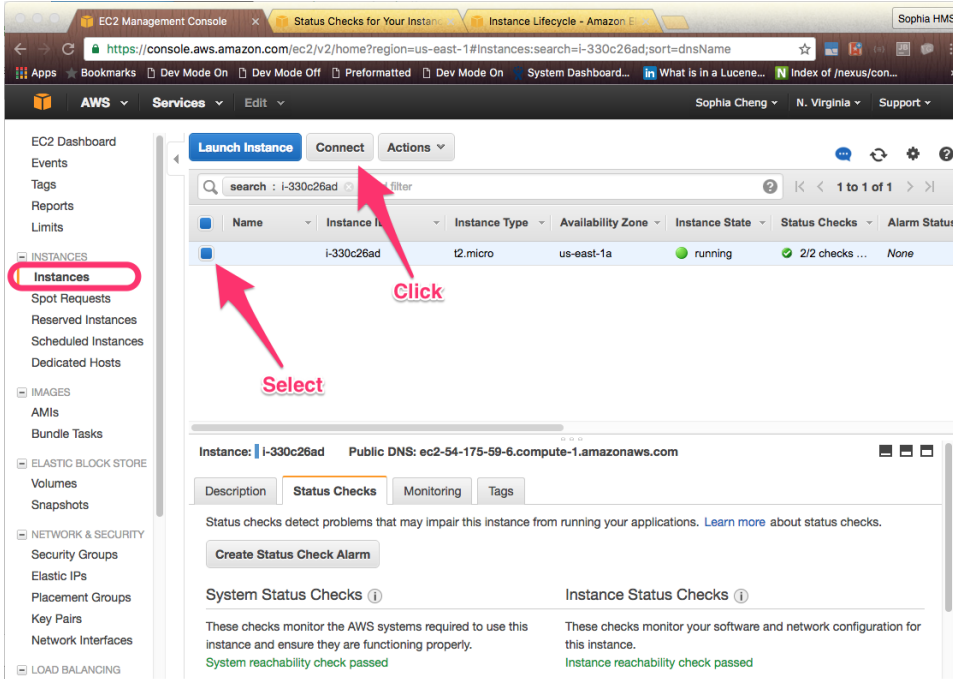 EC2 Management Console
Status Checks for Your Instanc
Instance Lifecycle - Amazon E
Sophia HMS
https://console.aws.amazon.com/ec2/v2/home?region=us-east-1#Instances:search=i-330c26ad;sort=dnsName
Apps Bookmarks Dev Mode On Dev Mode Off Preformatted Dev Mode On System Dashboard... What is in a Lucene... Index of /nexus/con...
AWS Services Edit Sophia Cheng N. Virginia Support
EC2 Dashboard
Events
Tags
Reports
Limits
INSTANCES
Instances
Spot Requests
Reserved Instances
Scheduled Instances
Dedicated Hosts
IMAGES
AMIs
Bundle Tasks
ELASTIC BLOCK STORE
Volumes
Snapshots
NETWORK & SECURITY
Security Groups
Elastic IPs
Placement Groups
Key Pairs
Network Interfaces
LOAD BALANCING
Launch Instance Connect Actions
search : i-330c26ad filter
1 to 1 of 1
Name Instance Instance Type Availability Zone Instance State Status Checks Alarm Status
i-330c26ad t2.micro us-east-1a running 2/2 checks ... None
Click
Select
Instance: i-330c26ad Public DNS: ec2-54-175-59-6.compute-1.amazonaws.com
Description Status Checks Monitoring Tags
Status checks detect problems that may impair this instance from running your applications. Learn more about status checks.
Create Status Check Alarm
System Status Checks
These checks monitor the AWS systems required to use this
instance and ensure they are functioning properly.
System reachability check passed
Instance Status Checks
These checks monitor your software and network configuration for
this instance.
Instance reachability check passed